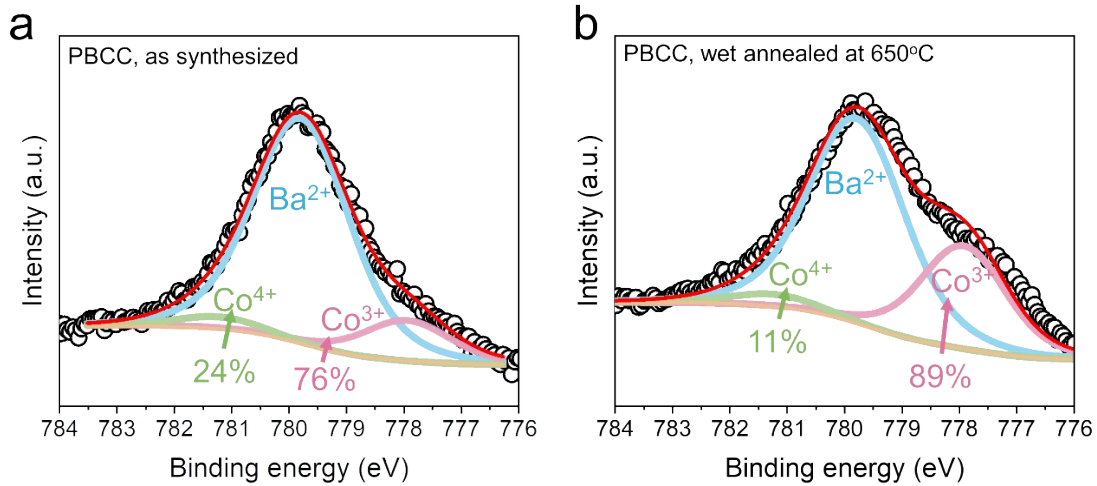 a
PBCC, as synthesized
Ba²⁺
Co⁴⁺
Co³⁺
24%
76%
784 783 782 781 780 779 778 777 776
Binding energy (eV)
Intensity (a.u.)
b
PBCC, wet annealed at 650°C
Ba²⁺
Co⁴⁺
Co³⁺
11%
89%
784 783 782 781 780 779 778 777 776
Binding energy (eV)
Intensity (a.u.)